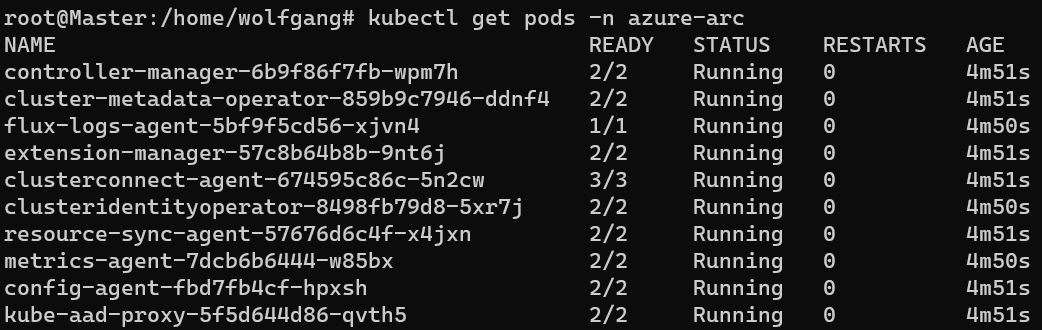 root@Master:/home/wolfgang# kubectl get pods -n azure-arc
NAME READY STATUS RESTARTS AGE
controller-manager-6b9f86f7fb-wpm7h 2/2 Running 0 4m51s
cluster-metadata-operator-859b9c7946-ddnf4 2/2 Running 0 4m51s
flux-logs-agent-5bf9f5cd56-xjvn4 1/1 Running 0 4m50s
extension-manager-57c8b64b8b-9nt6j 2/2 Running 0 4m51s
clusterconnect-agent-674595c86c-5n2cw 3/3 Running 0 4m51s
clusteridentityoperator-8498fb79d8-5xr7j 2/2 Running 0 4m50s
resource-sync-agent-57676d6c4f-x4jxn 2/2 Running 0 4m51s
metrics-agent-7dcb6b6444-w85bx 2/2 Running 0 4m50s
config-agent-fbd7fb4cf-hpxsh 2/2 Running 0 4m51s
kube-aad-proxy-5f5d644d86-qvth5 2/2 Running 0 4m51s